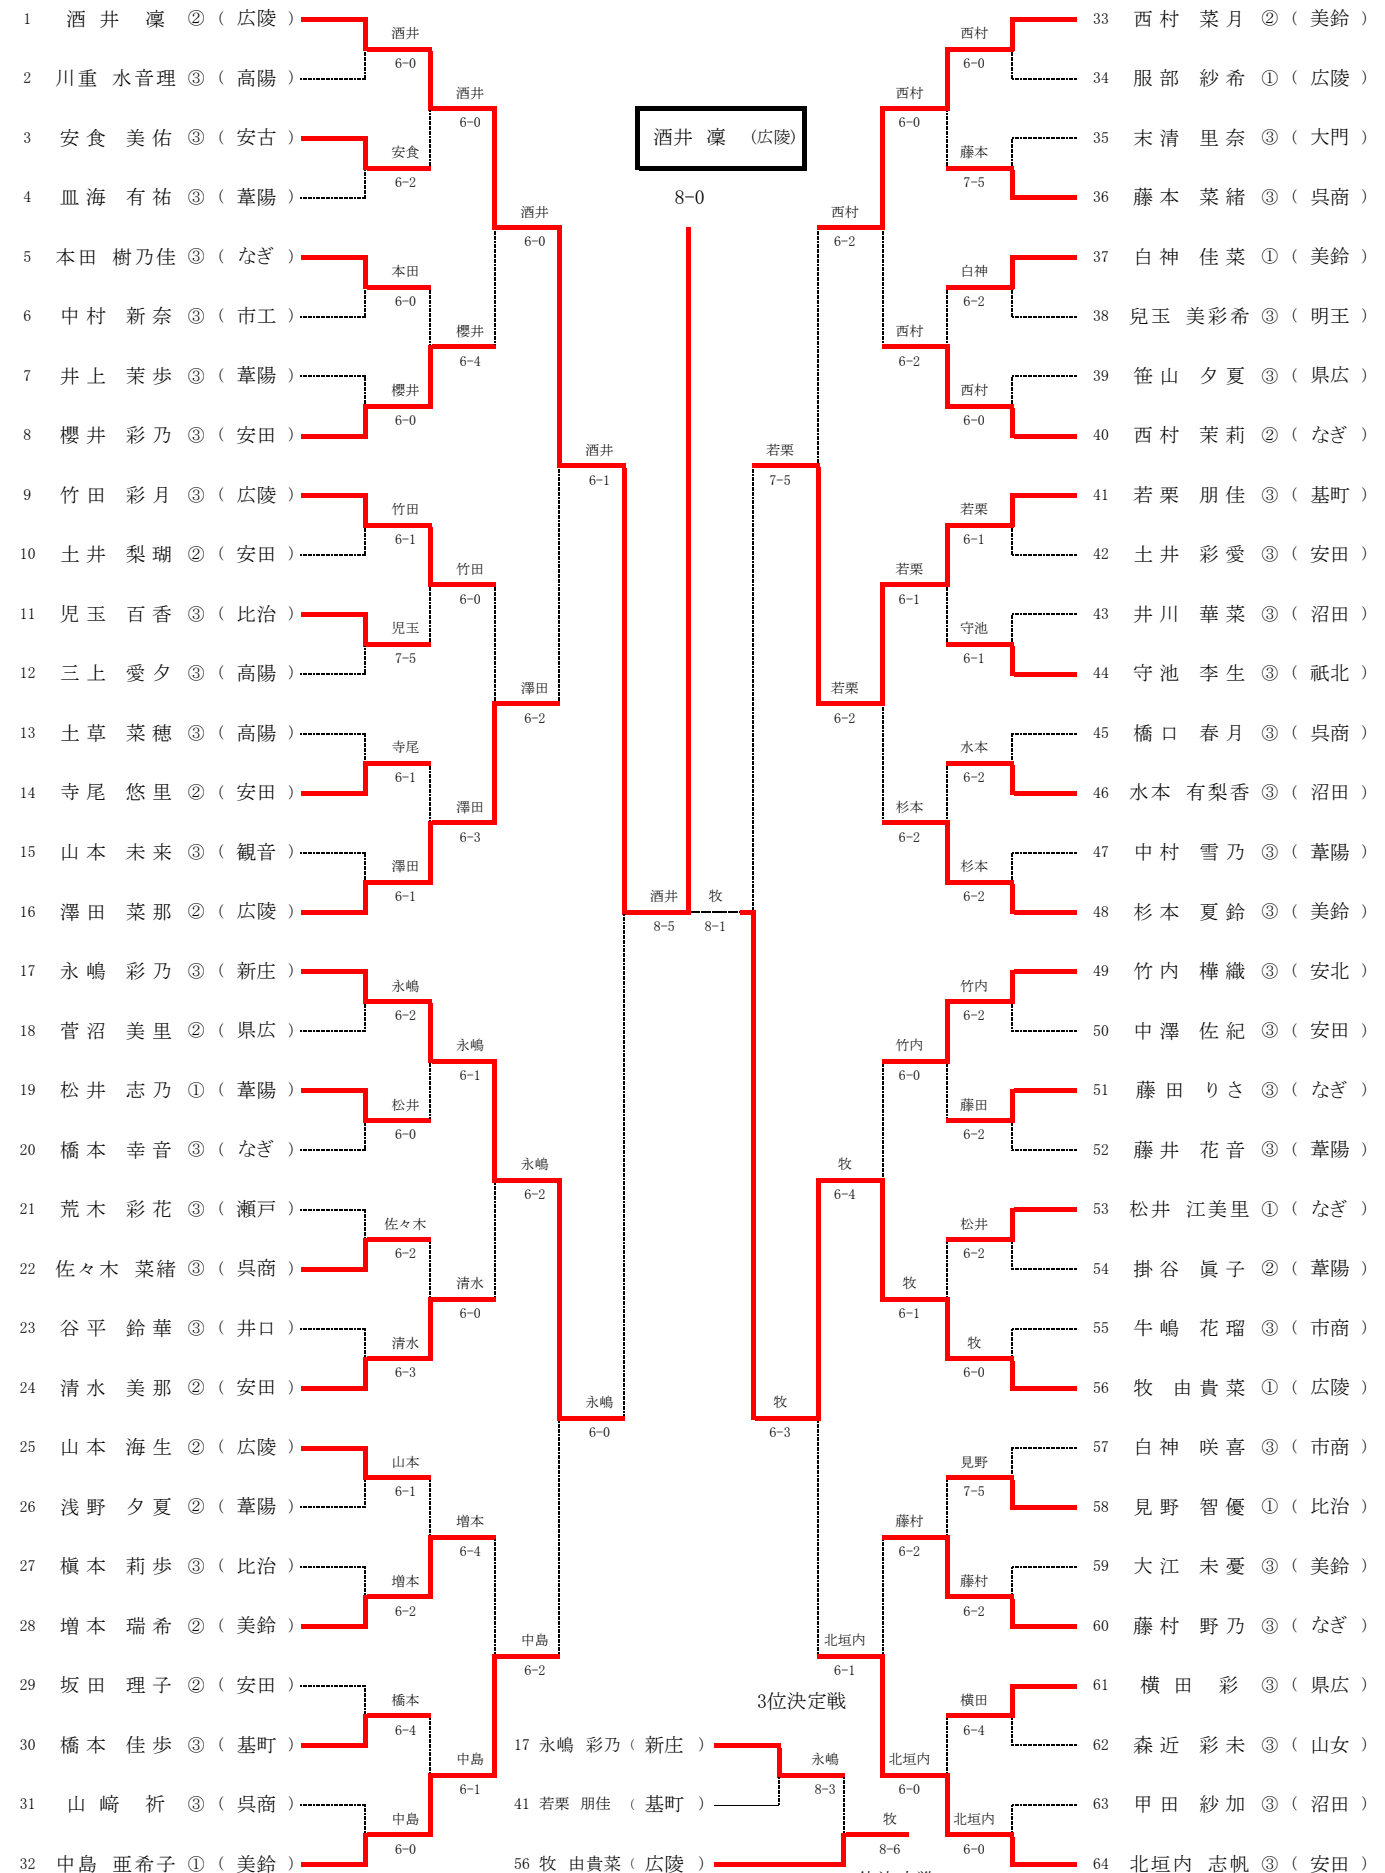 1 酒井 凜 ② ( 広陵 )
2 川重 水音理 ③ ( 高陽 )
3 安食 美佑 ③ ( 安古 )
4 皿海 有祐 ③ ( 葦陽 )
5 本田 樹乃佳 ③ ( なぎ )
6 中村 新奈 ③ ( 市工 )
7 井上 茉歩 ③ ( 葦陽 )
8 櫻井 彩乃 ③ ( 安田 )
9 竹田 彩月 ③ ( 広陵 )
10 土井 梨瑚 ② ( 安田 )
11 児玉 百香 ③ ( 比治 )
12 三上 愛夕 ③ ( 高陽 )
13 土草 菜穂 ③ ( 高陽 )
14 寺尾 悠里 ② ( 安田 )
15 山本 未来 ③ ( 観音 )
16 澤田 菜那 ② ( 広陵 )
17 永嶋 彩乃 ③ ( 新庄 )
18 菅沼 美里 ② ( 県広 )
19 松井 志乃 ① ( 葦陽 )
20 橋本 幸音 ③ ( なぎ )
21 荒木 彩花 ③ ( 瀬戸 )
22 佐々木 菜緒 ③ ( 呉商 )
23 谷平 鈴華 ③ ( 井口 )
24 清水 美那 ② ( 安田 )
25 山本 海生 ② ( 広陵 )
26 浅野 夕夏 ② ( 葦陽 )
27 槇本 莉歩 ③ ( 比治 )
28 増本 瑞希 ② ( 美鈴 )
29 坂田 理子 ② ( 安田 )
30 橋本 佳歩 ③ ( 基町 )
31 山﨑 祈 ③ ( 呉商 )
32 中島 亜希子 ① ( 美鈴 )
酒井
6-0
安食
6-2
本田
6-0
櫻井
6-0
竹田
6-1
児玉
7-5
寺尾
6-1
澤田
6-1
永嶋
6-2
松井
6-0
佐々木
6-2
清水
6-3
山本
6-1
増本
6-2
橋本
6-4
中島
6-0
酒井
6-0
櫻井
6-4
竹田
6-0
澤田
6-3
永嶋
6-1
清水
6-0
増本
6-4
中島
6-1
酒井
6-0
澤田
6-2
永嶋
6-2
中島
6-2
酒井
6-1
永嶋
6-0
酒井 凜 (広陵)
8-0
酒井
8-5
牧
8-1
若栗
7-5
牧
6-3
西村
6-2
若栗
6-2
牧
6-4
北垣内
6-1
西村
6-0
西村
6-2
若栗
6-1
杉本
6-2
竹内
6-0
牧
6-1
藤村
6-2
北垣内
6-0
西村
6-0
藤本
7-5
白神
6-2
西村
6-0
若栗
6-1
守池
6-1
水本
6-2
杉本
6-2
竹内
6-2
藤田
6-2
松井
6-2
牧
6-0
見野
7-5
藤村
6-2
横田
6-4
北垣内
6-0
33 西村 菜月 ② ( 美鈴 )
34 服部 紗希 ① ( 広陵 )
35 末清 里奈 ③ ( 大門 )
36 藤本 菜緒 ③ ( 呉商 )
37 白神 佳菜 ① ( 美鈴 )
38 兒玉 美彩希 ③ ( 明王 )
39 笹山 夕夏 ③ ( 県広 )
40 西村 茉莉 ② ( なぎ )
41 若栗 朋佳 ③ ( 基町 )
42 土井 彩愛 ③ ( 安田 )
43 井川 華菜 ③ ( 沼田 )
44 守池 李生 ③ ( 祇北 )
45 橋口 春月 ③ ( 呉商 )
46 水本 有梨香 ③ ( 沼田 )
47 中村 雪乃 ③ ( 葦陽 )
48 杉本 夏鈴 ③ ( 美鈴 )
49 竹内 樺織 ③ ( 安北 )
50 中澤 佐紀 ③ ( 安田 )
51 藤田 りさ ③ ( なぎ )
52 藤井 花音 ③ ( 葦陽 )
53 松井 江美里 ① ( なぎ )
54 掛谷 眞子 ② ( 葦陽 )
55 牛嶋 花瑠 ③ ( 市商 )
56 牧 由貴菜 ① ( 広陵 )
57 白神 咲喜 ③ ( 市商 )
58 見野 智優 ① ( 比治 )
59 大江 未憂 ③ ( 美鈴 )
60 藤村 野乃 ③ ( なぎ )
61 横田 彩 ③ ( 県広 )
62 森近 彩未 ③ ( 山女 )
63 甲田 紗加 ③ ( 沼田 )
64 北垣内 志帆 ③ ( 安田 )
3位決定戦
17 永嶋 彩乃 ( 新庄 )
41 若栗 朋佳 ( 基町 )
56 牧 由貴菜 ( 広陵 )
永嶋
8-3
牧
8-6